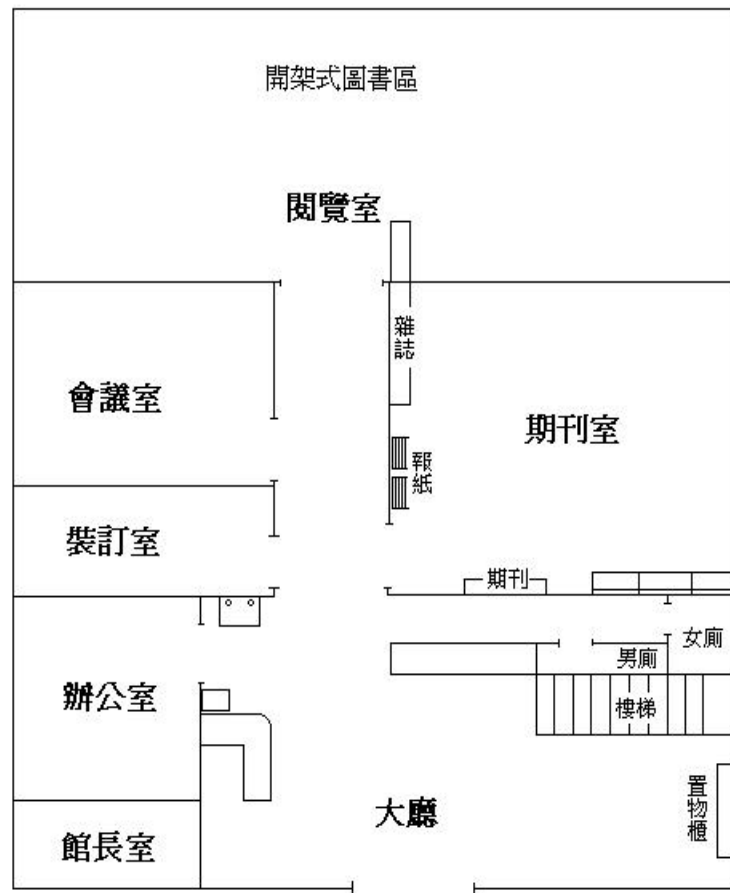 開架式圖書區
閱覽室
雜誌
會議室
期刊室
報紙
裝訂室
期刊
女廁
男廁
辦公室
樓梯
置物櫃
大廳
館長室